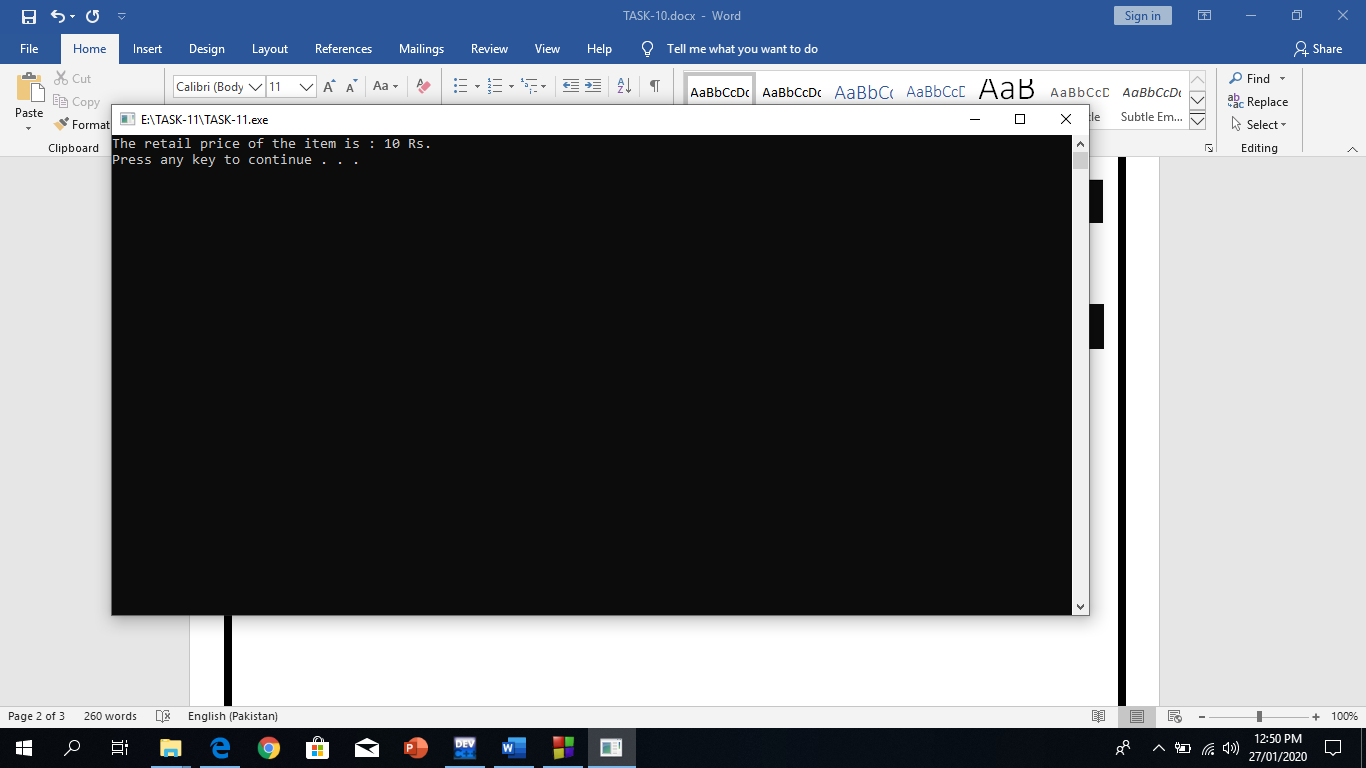 TASK-10.docx - Word
Sign in
File Home Insert Design Layout References Mailings Review View Help Tell me what you want to do Share
Paste
Cut
Copy
Format
Clipboard
Calibri (Body 11
Aa
AaBbCcDc AaBbCcDc AaBbCc AaBbCcD AaB AaBbCcD AaBbCcDc
Subtle Em...
Find
Replace
Select
Editing
E:\TASK-11\TASK-11.exe
The retail price of the item is : 10 Rs.
Press any key to continue . . .
Page 2 of 3 260 words English (Pakistan) 100%
DEV
12:50 PM
27/01/2020